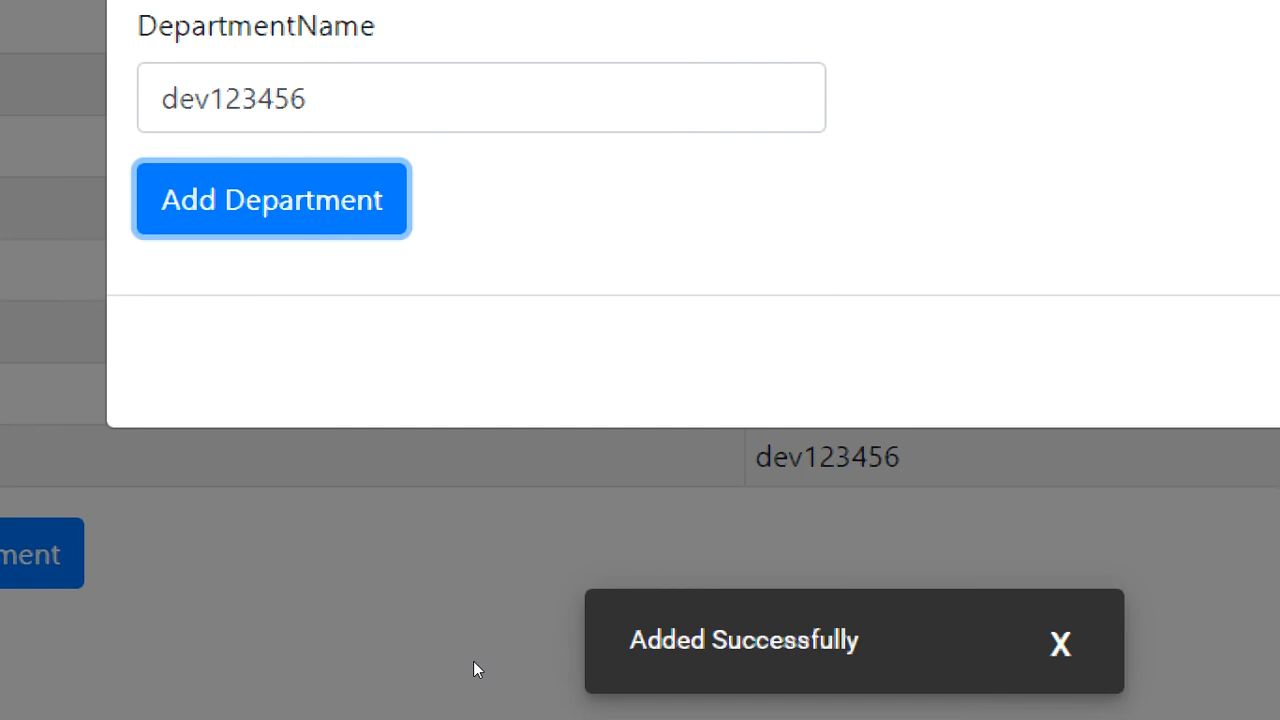 DepartmentName
dev123456
Add Department
dev123456
ment
Added Successfully
X